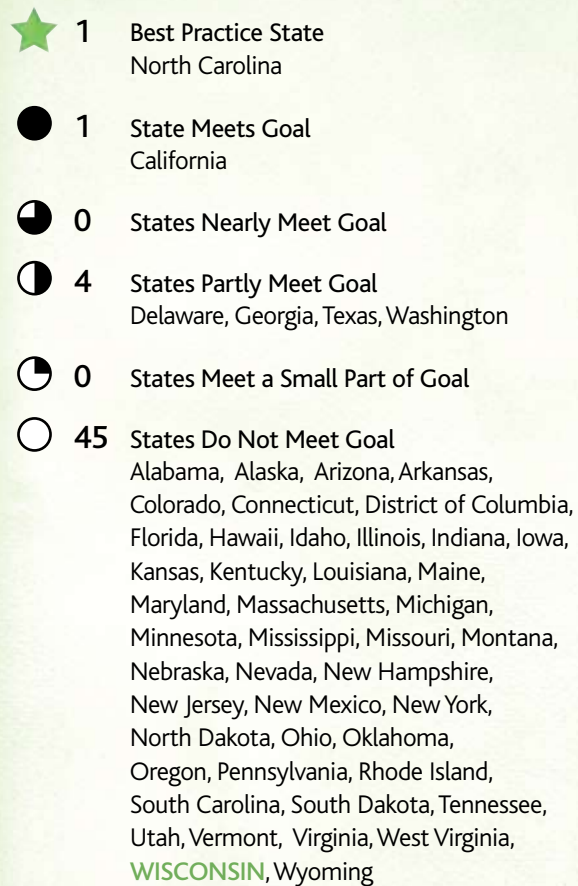 1 Best Practice State
North Carolina
1 State Meets Goal
California
0 States Nearly Meet Goal
4 States Partly Meet Goal
Delaware, Georgia, Texas, Washington
0 States Meet a Small Part of Goal
45 States Do Not Meet Goal
Alabama, Alaska, Arizona, Arkansas,
Colorado, Connecticut, District of Columbia,
Florida, Hawaii, Idaho, Illinois, Indiana, Iowa,
Kansas, Kentucky, Louisiana, Maine,
Maryland, Massachusetts, Michigan,
Minnesota, Mississippi, Missouri, Montana,
Nebraska, Nevada, New Hampshire,
New Jersey, New Mexico, New York,
North Dakota, Ohio, Oklahoma,
Oregon, Pennsylvania, Rhode Island,
South Carolina, South Dakota, Tennessee,
Utah, Vermont, Virginia, West Virginia,
WISCONSIN, Wyoming